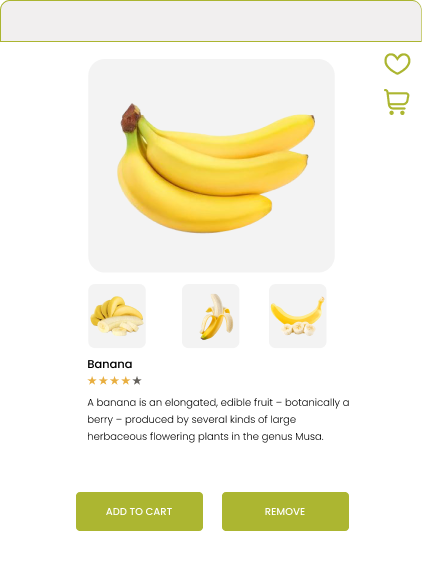 Banana
A banana is an elongated, edible fruit – botanically a
berry – produced by several kinds of large
herbaceous flowering plants in the genus Musa.
ADD TO CART
REMOVE